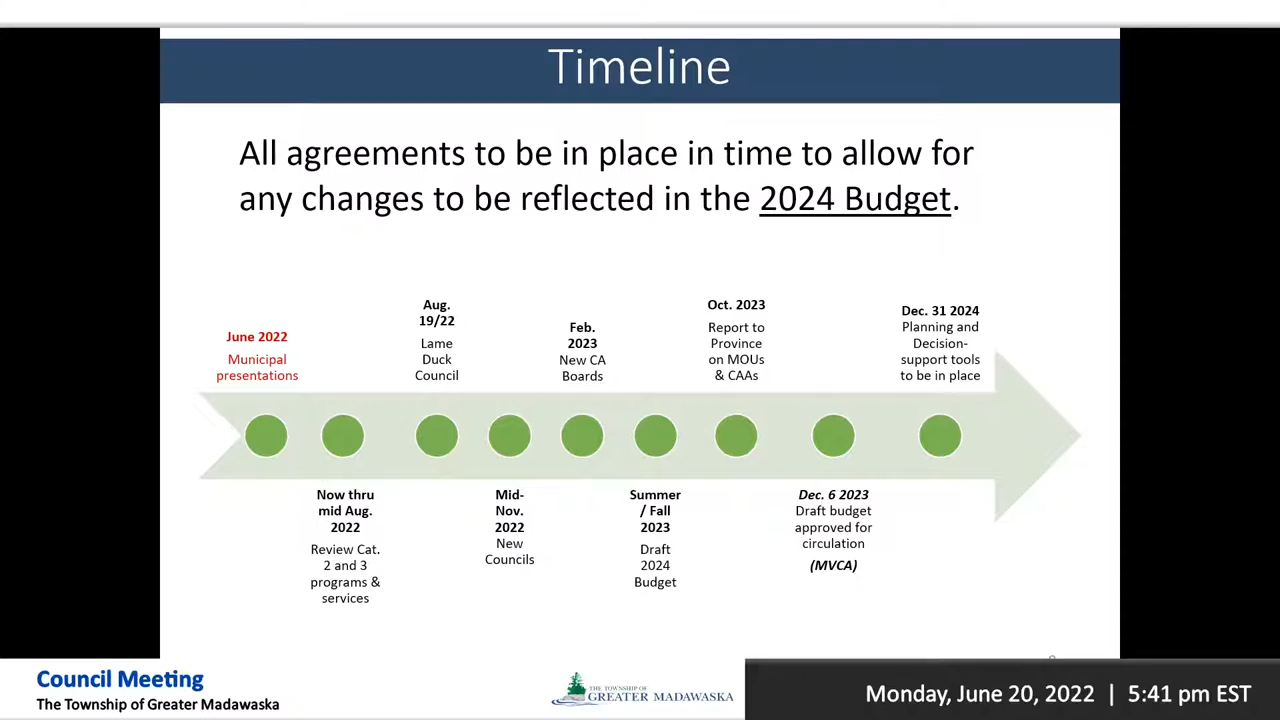 Timeline
All agreements to be in place in time to allow for
any changes to be reflected in the 2024 Budget.
June 2022
Municipal
presentations
Now thru
mid Aug.
2022
Review Cat.
2 and 3
programs &
services
Aug.
19/22
Lame
Duck
Council
Mid-
Nov.
2022
New
Councils
Feb.
2023
New CA
Boards
Summer
/ Fall
2023
Draft
2024
Budget
Oct. 2023
Report to
Province
on MOUs
& CAAs
Dec. 6 2023
Draft budget
approved for
circulation
(MVCA)
Dec. 31 2024
Planning and
Decision-
support tools
to be in place
Council Meeting
The Township of Greater Madawaska
THE TOWNSHIP OF
GREATER MADAWASKA
Monday, June 20, 2022 | 5:41 pm EST